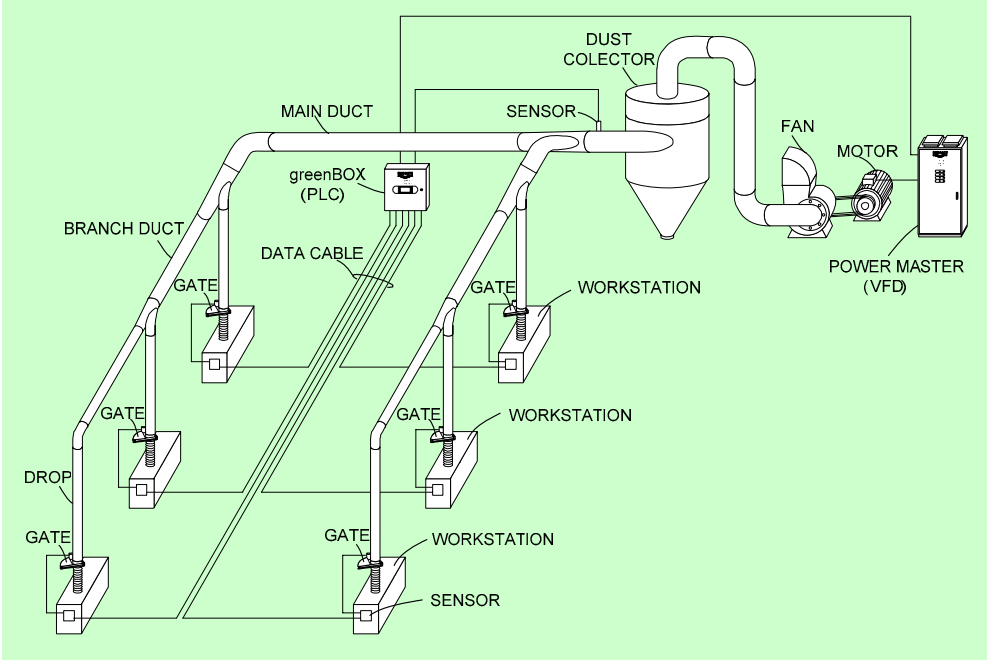 DUST
COLECTOR
MAIN DUCT
SENSOR
FAN
MOTOR
greenBOX
(PLC)
BRANCH DUCT
DATA CABLE
POWER MASTER
(VFD)
GATE
GATE
WORKSTATION
GATE
GATE
WORKSTATION
DROP
GATE
GATE
WORKSTATION
SENSOR